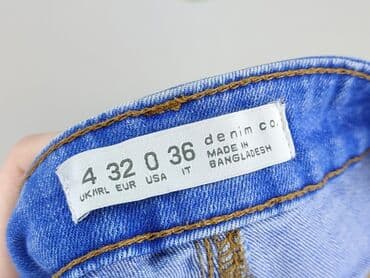 4 32 0 36 denim co.
UK/IRL EUR USA IT MADE IN
BANGLADESH